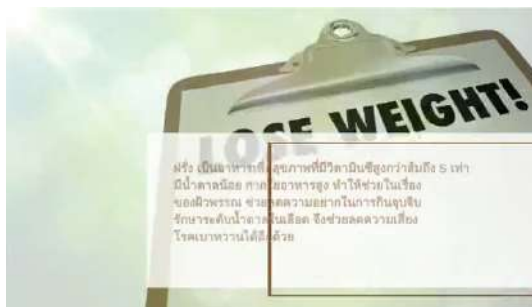 LOSE WEIGHT!
ฝรั่ง เป็นอาหารเพื่อสุขภาพที่มีวิตามินซีสูงกว่าส้มถึง 5 เท่า
มีน้ำตาลน้อย กากใยอาหารสูง ทำให้ช่วยในเรื่อง
ของผิวพรรณ ช่วยลดความอยากในการกินจุบจิบ
รักษาระดับน้ำตาลในเลือด จึงช่วยลดความเสี่ยง
โรคเบาหวานได้อีกด้วย